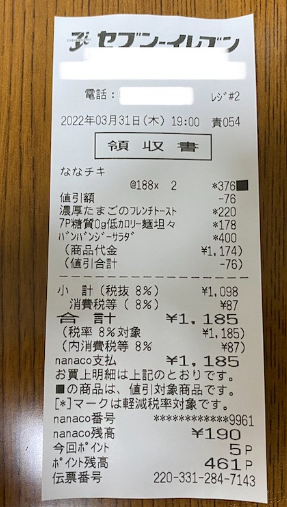 セブン-イレブン
電話:
レジ#2
2022年03月31日(木) 19:00 責054
領収書
ななチキ
@188x 2 *376■
値引額 -76
濃厚たまごのフレンチトースト *220
7P糖質0g低カロリー麺坦々 *178
バンバンジーサラダ *400
(商品代金 ¥1,174)
(値引合計 -76)
小 計(税抜 8%) ¥1,098
消費税等( 8%) ¥87
合 計 ¥1,185
(税率 8%対象 ¥1,185)
(内消費税等 8% ¥87)
nanaco支払 ¥1,185
お買上明細は上記のとおりです。
■の商品は、値引対象商品です。
[*]マークは軽減税率対象です。
nanaco番号 ************9961
nanaco残高 ¥190
今回ポイント 5P
ポイント残高 461P
伝票番号 220-331-284-7143